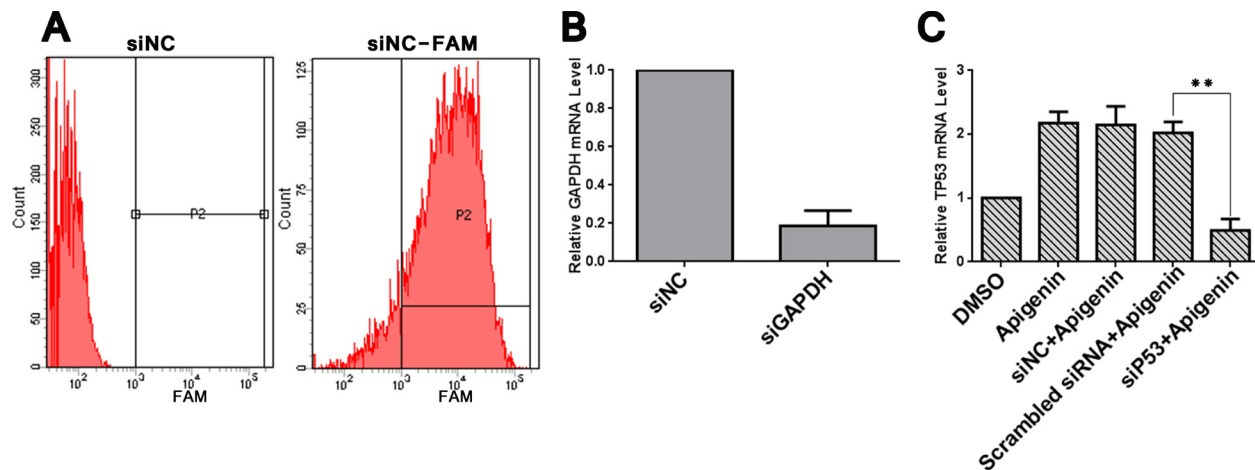 A
siNC
siNC-FAM
Count
300
250
200
150
100
50
0
P2
10² 10³ 10⁴ 10⁵
FAM
Count
125
100
75
50
25
0
P2
10² 10³ 10⁴ 10⁵
FAM
B
Relative GAPDH mRNA Level
1.0
0.8
0.6
0.4
0.2
0.0
siNC
siGAPDH
C
Relative TP53 mRNA Level
3
2
1
0
**
DMSO
Apigenin
siNC+Apigenin
Scrambled siRNA+Apigenin
siP53+Apigenin